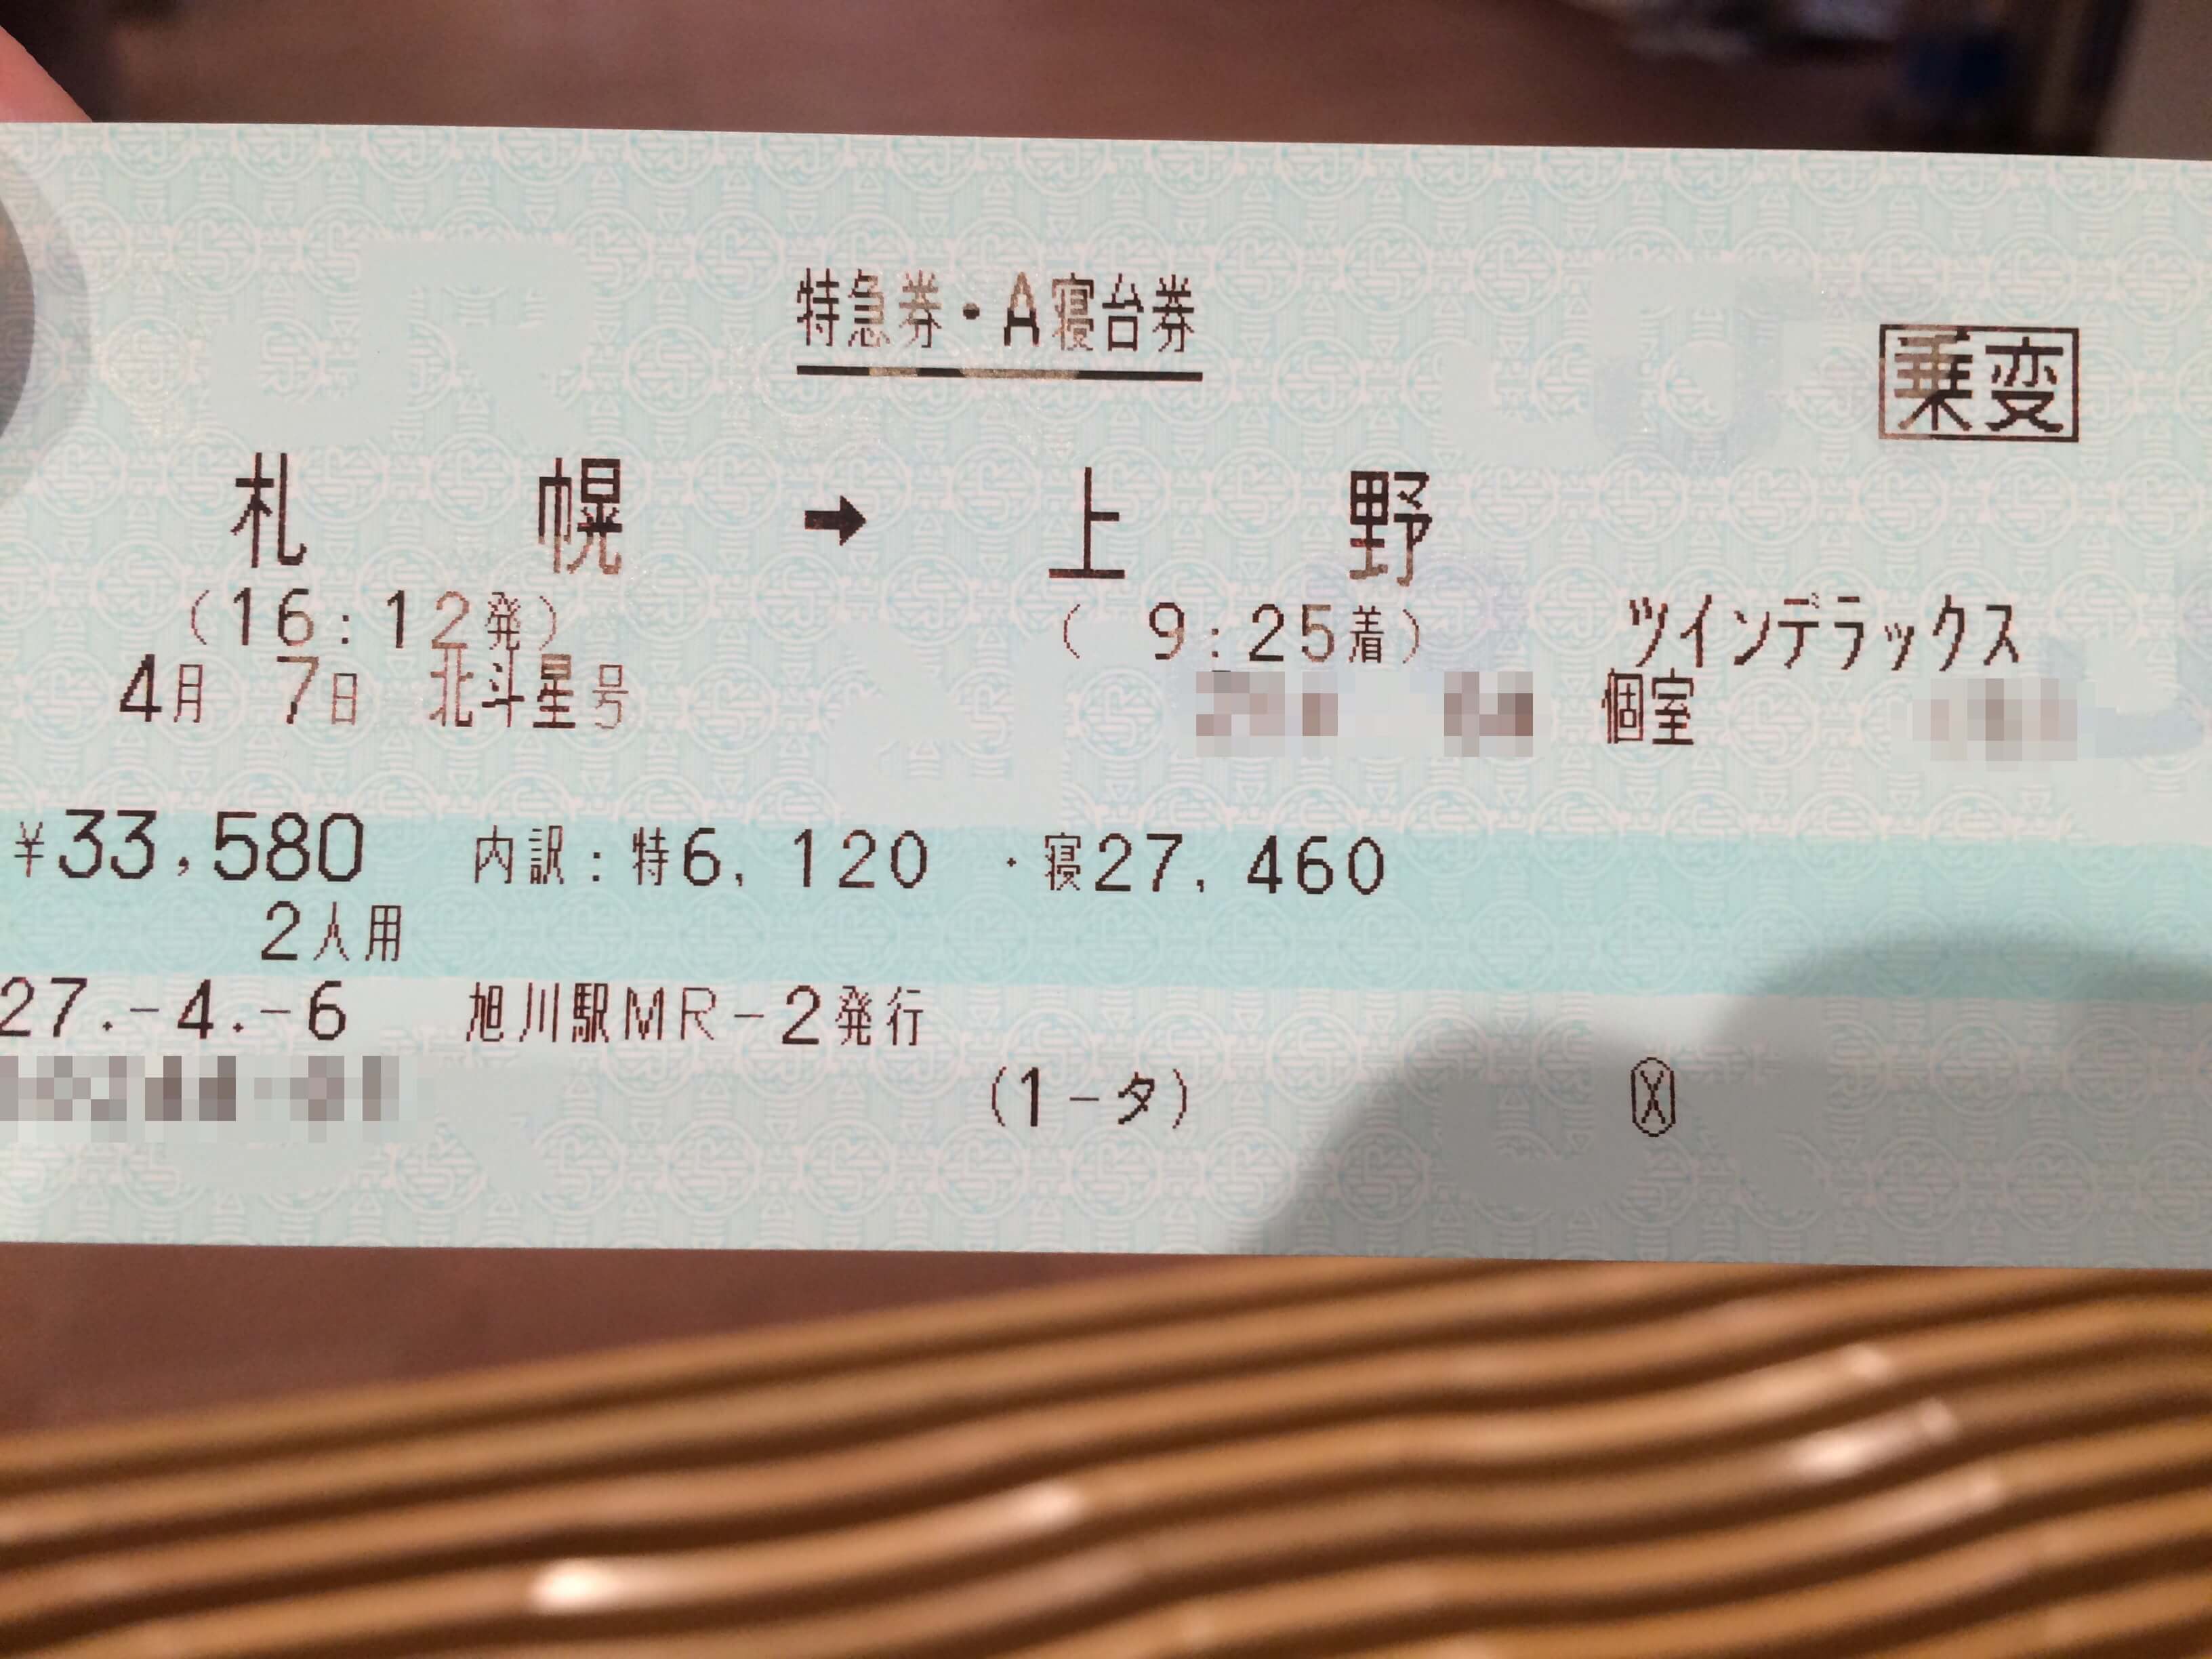 特急券・A寝台券
乗変
札幌 → 上野
(16:12発) ( 9:25着) ツインデラックス
4月 7日 北斗星号 個室
¥33,580 内訳:特6,120 ・寝27,460
2人用
27.-4.-6 旭川駅MR-2発行
(1-タ) X